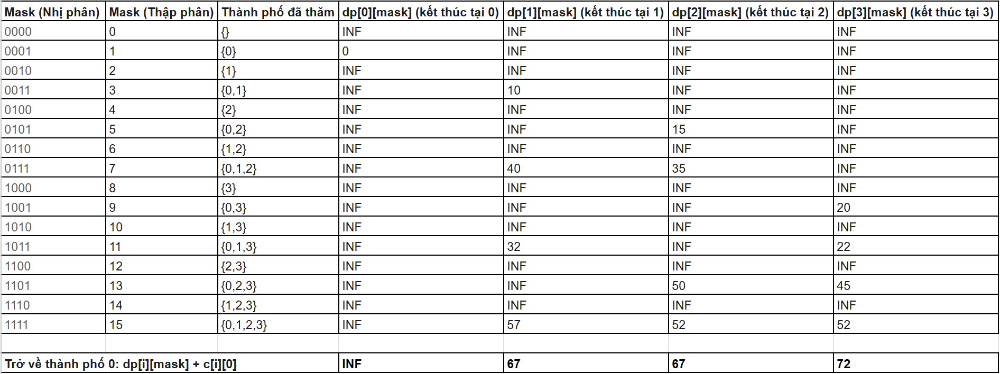 Mask (Nhị phân) Mask (Thập phân) Thành phố đã thăm dp[0][mask] (kết thúc tại 0) dp[1][mask] (kết thúc tại 1) dp[2][mask] (kết thúc tại 2) dp[3][mask] (kết thúc tại 3)
0000 0 {} INF INF INF INF
0001 1 {0} 0 INF INF INF
0010 2 {1} INF INF INF INF
0011 3 {0,1} INF 10 INF INF
0100 4 {2} INF INF INF INF
0101 5 {0,2} INF INF 15 INF
0110 6 {1,2} INF INF INF INF
0111 7 {0,1,2} INF 40 35 INF
1000 8 {3} INF INF INF INF
1001 9 {0,3} INF INF INF 20
1010 10 {1,3} INF INF INF INF
1011 11 {0,1,3} INF 32 INF 22
1100 12 {2,3} INF INF INF INF
1101 13 {0,2,3} INF INF 50 45
1110 14 {1,2,3} INF INF INF INF
1111 15 {0,1,2,3} INF 57 52 52
Trở về thành phố 0: dp[i][mask] + c[i][0] INF 67 67 72